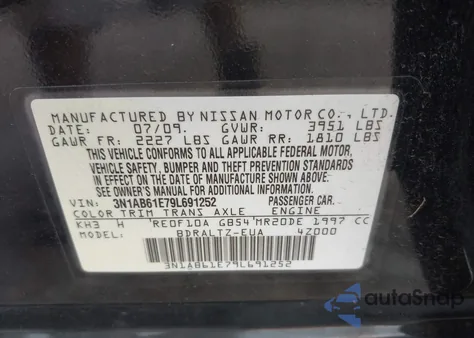 MANUFACTURED BY NISSAN MOTOR CO., LTD.
DATE: 07/09. GVWR: 3951 LBS
GAWR FR: 2227 LBS GAWR RR: 1810 LBS
THIS VEHICLE CONFORMS TO ALL APPLICABLE FEDERAL MOTOR.
VEHICLE SAFETY, BUMPER AND THEFT PREVENTION STANDARDS
IN EFFECT ON THE DATE OF MANUFACTURE SHOWN ABOVE.
SEE OWNER'S MANUAL FOR ADDITIONAL INFORMATION
VIN: 3N1AB61E79L691252 PASSENGER CAR.
COLOR TRIM TRANS AXLE ENGINE
KH3 H RE0F10A GB54 MR20DE 1997 CC
MODEL: BDRALTZ-EUA 4Z000
3N1AB61E79L691252
autoSnap